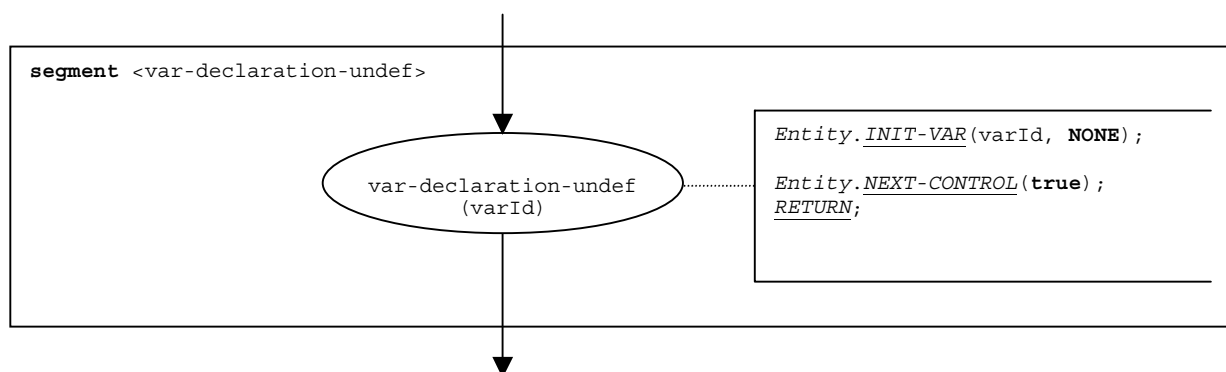 segment <var-declaration-undef>
var-declaration-undef
(varId)
Entity.INIT-VAR(varId, NONE);
Entity.NEXT-CONTROL(true);
RETURN;